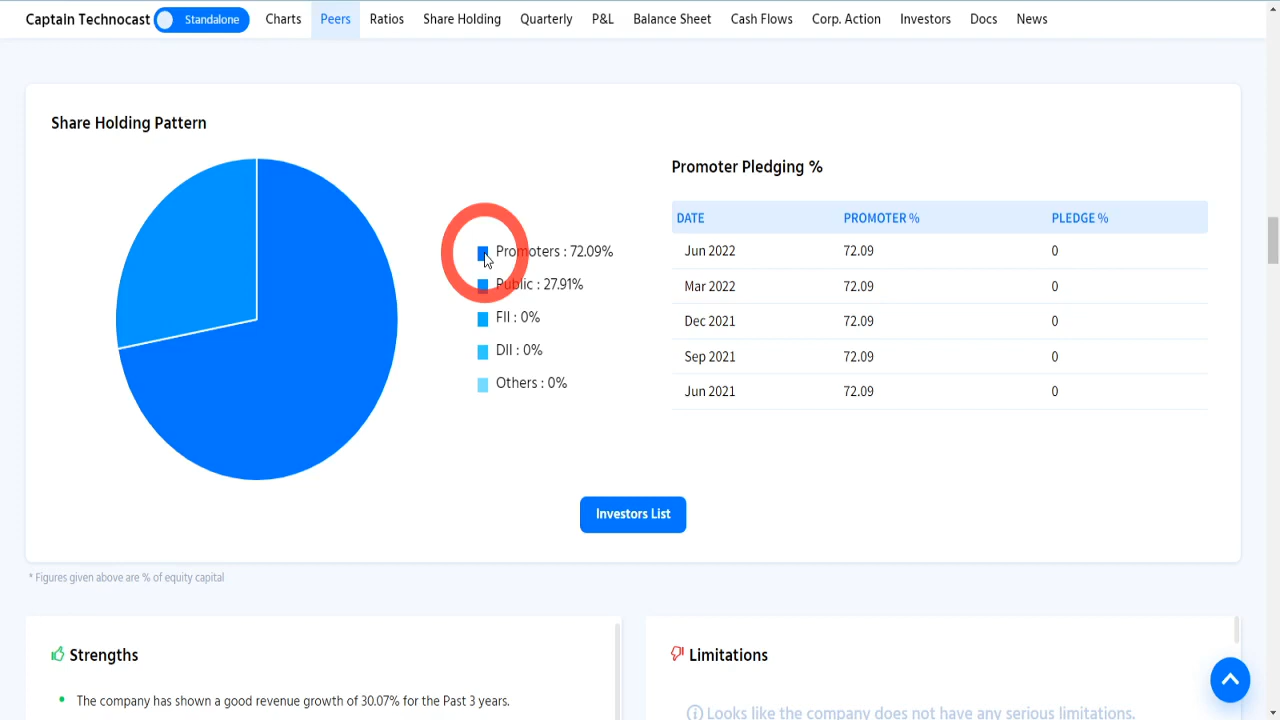 Captain Technocast Standalone Charts Peers Ratios Share Holding Quarterly P&L Balance Sheet Cash Flows Corp. Action Investors Docs News
Share Holding Pattern
Promoters : 72.09%
Public : 27.91%
FII : 0%
DII : 0%
Others : 0%
Promoter Pledging %
DATE PROMOTER % PLEDGE %
Jun 2022 72.09 0
Mar 2022 72.09 0
Dec 2021 72.09 0
Sep 2021 72.09 0
Jun 2021 72.09 0
Investors List
* Figures given above are % of equity capital
Strengths
The company has shown a good revenue growth of 30.07% for the Past 3 years.
Limitations
Looks like the company does not have any serious limitations.